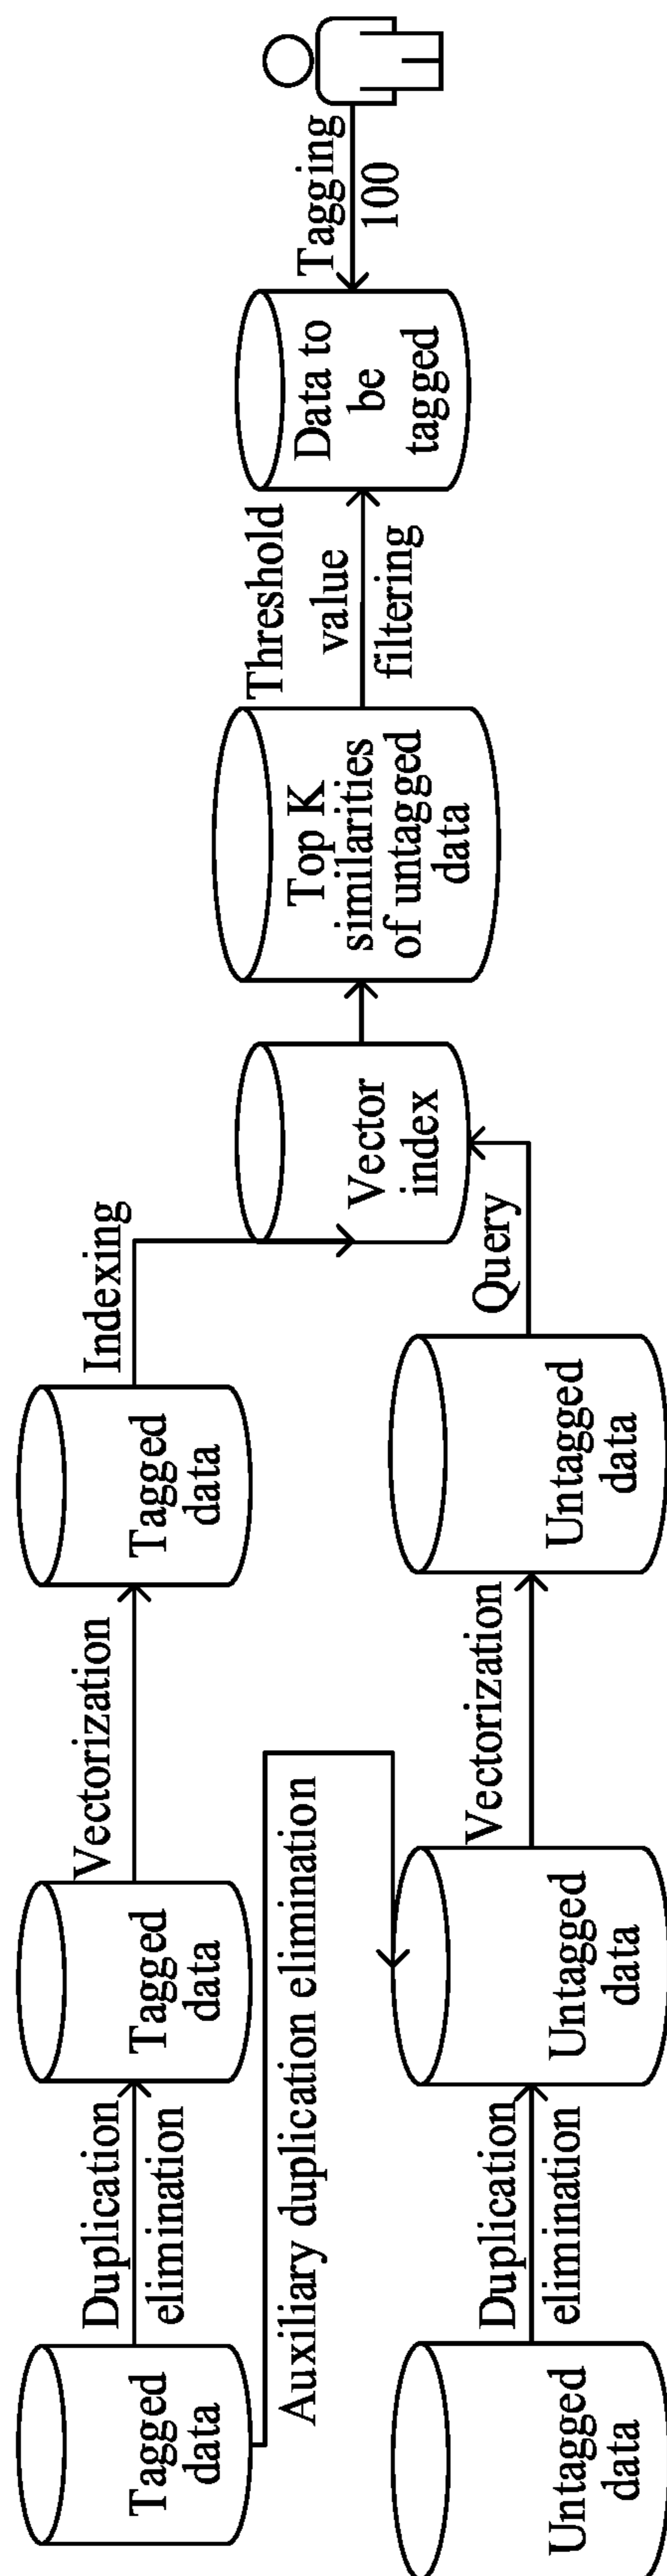 Tagged
data
Duplication
elimination
Tagged
data
Vectorization
Tagged
data
Indexing
Auxiliary duplication elimination
Untagged
data
Duplication
elimination
Untagged
data
Vectorization
Untagged
data
Query
Vector
index
Top K
similarities
of untagged
data
Threshold
value
filtering
Data to
be
tagged
Tagging
100